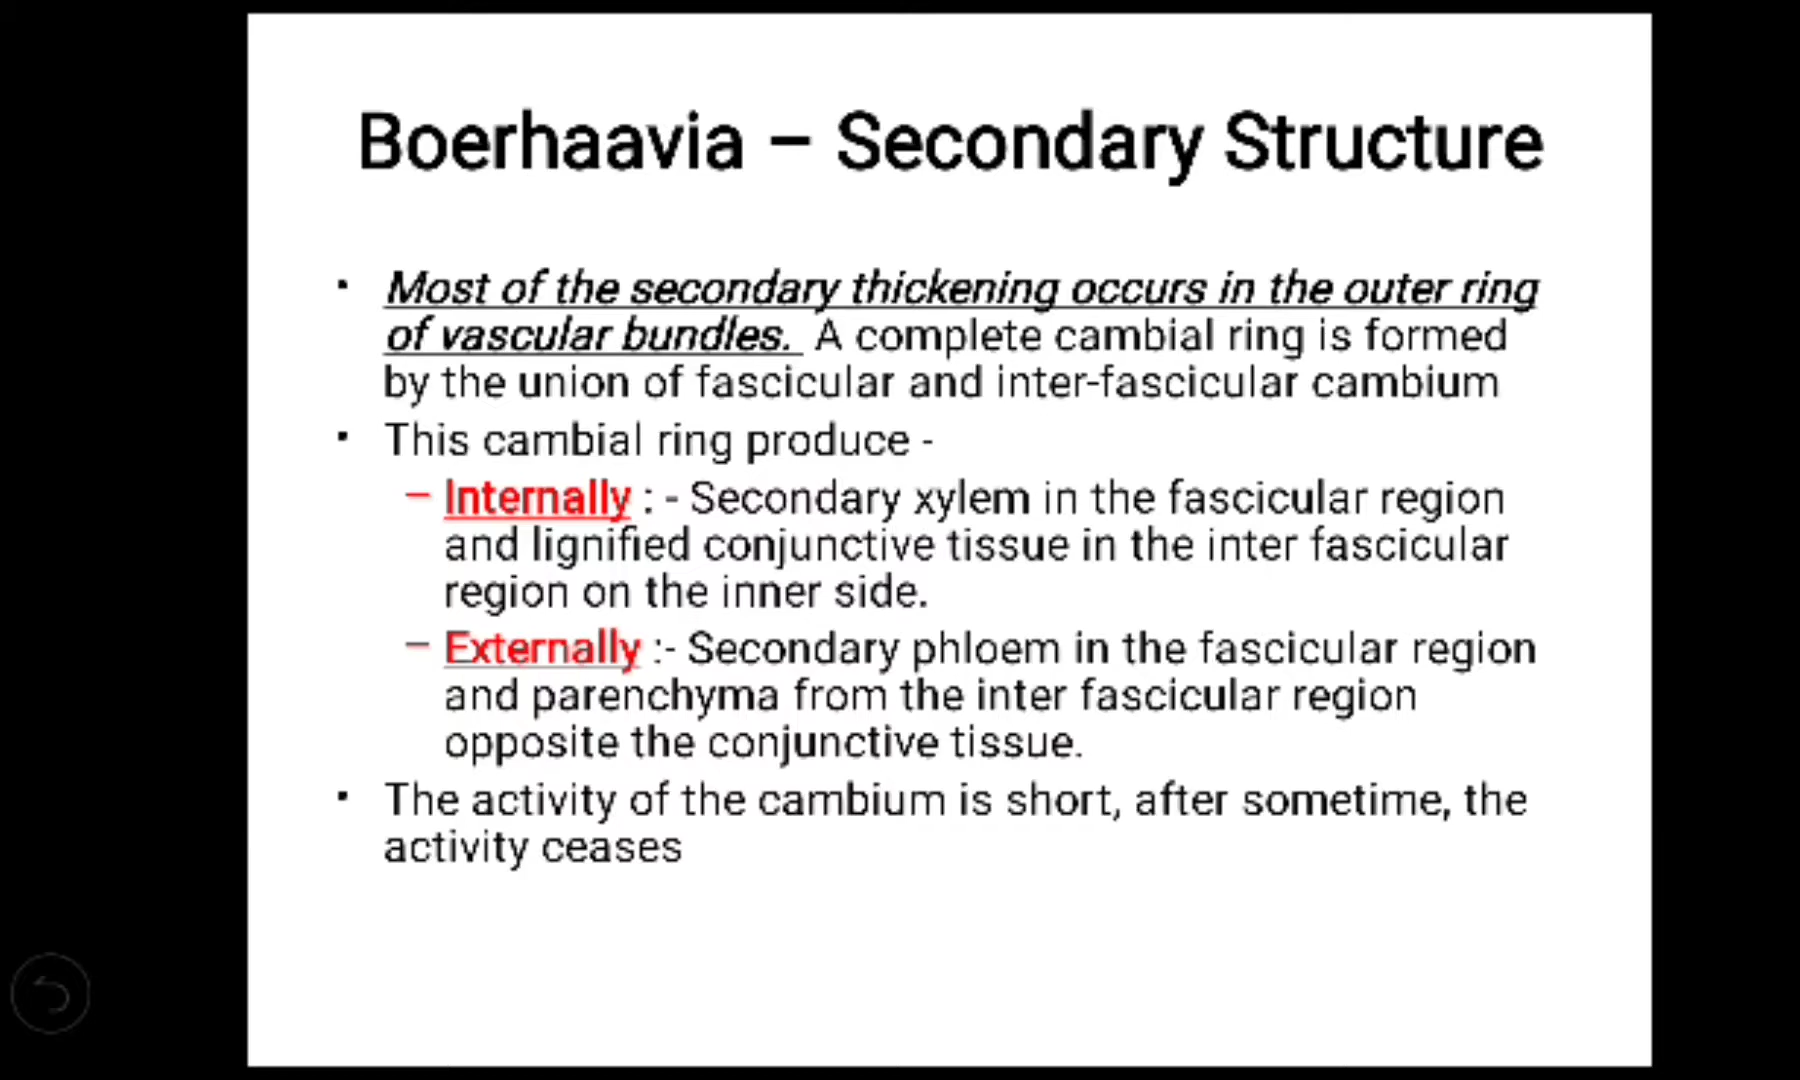 Boerhaavia – Secondary Structure
• Most of the secondary thickening occurs in the outer ring
of vascular bundles. A complete cambial ring is formed
by the union of fascicular and inter-fascicular cambium
• This cambial ring produce -
– Internally : - Secondary xylem in the fascicular region
and lignified conjunctive tissue in the inter fascicular
region on the inner side.
– Externally :- Secondary phloem in the fascicular region
and parenchyma from the inter fascicular region
opposite the conjunctive tissue.
• The activity of the cambium is short, after sometime, the
activity ceases